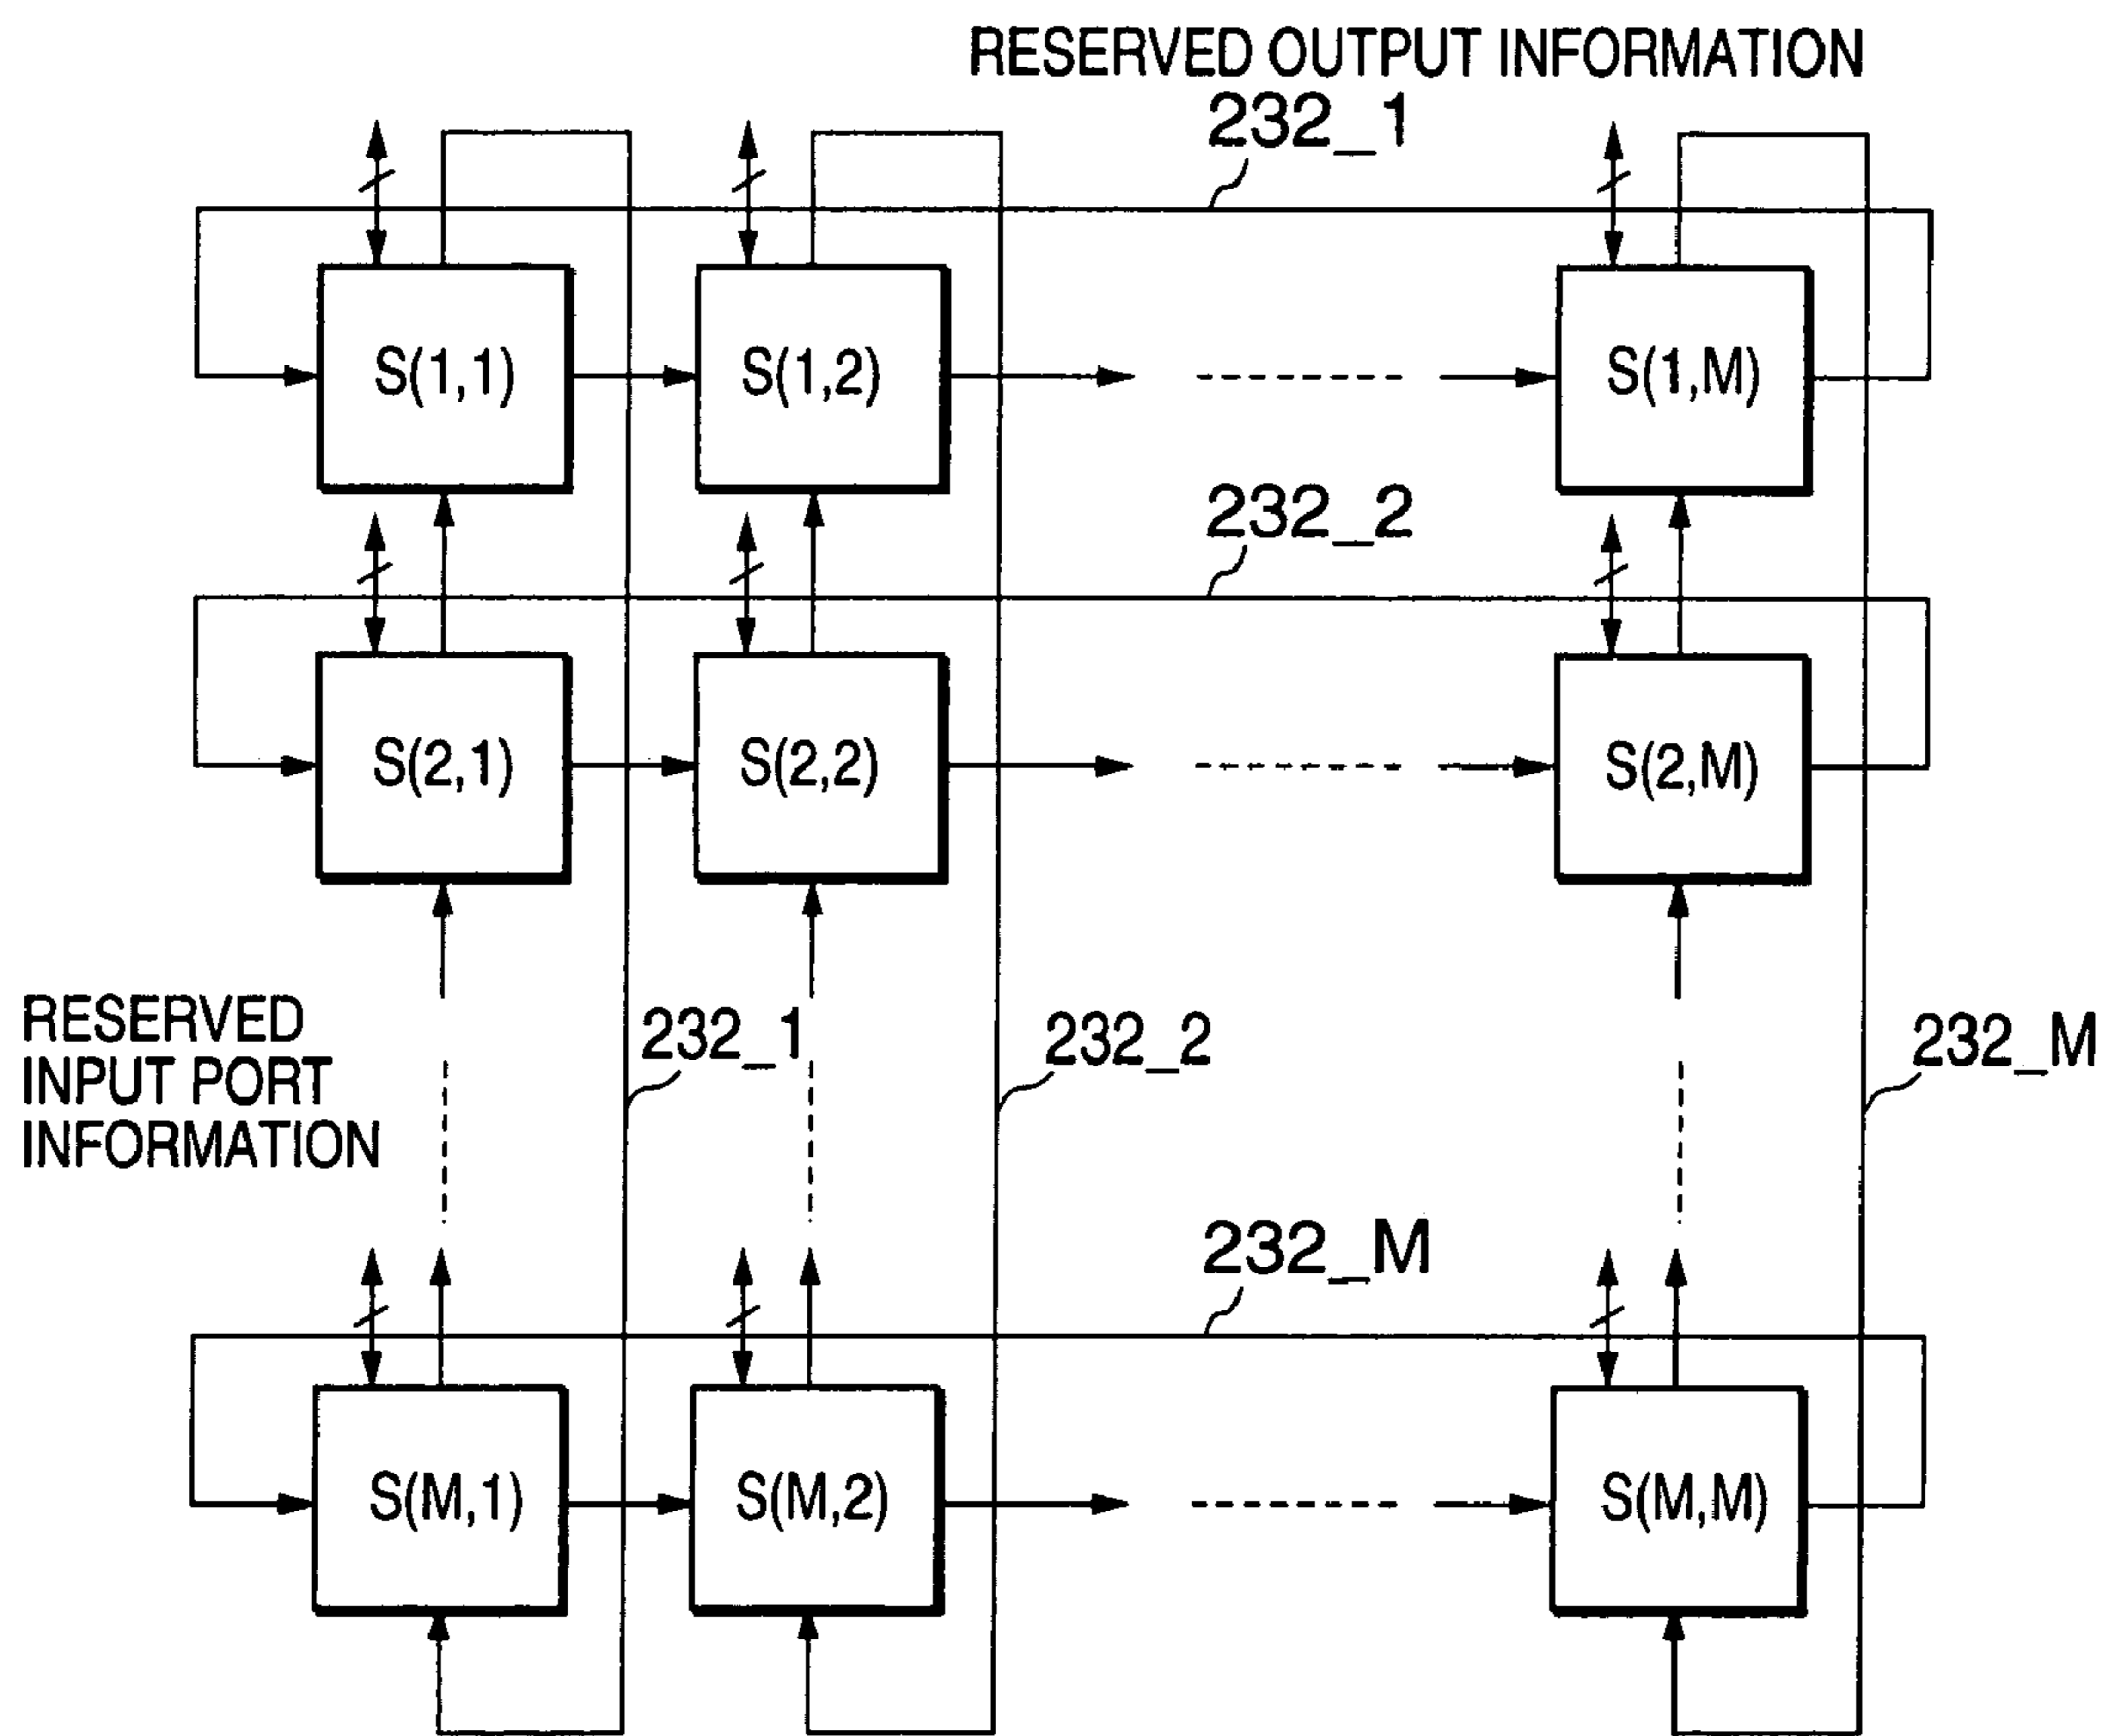 RESERVED OUTPUT INFORMATION
232_1
S(1,1)
S(1,2)
S(1,M)
232_2
S(2,1)
S(2,2)
S(2,M)
RESERVED
INPUT PORT
INFORMATION
232_1
232_2
232_M
232_M
S(M,1)
S(M,2)
S(M,M)